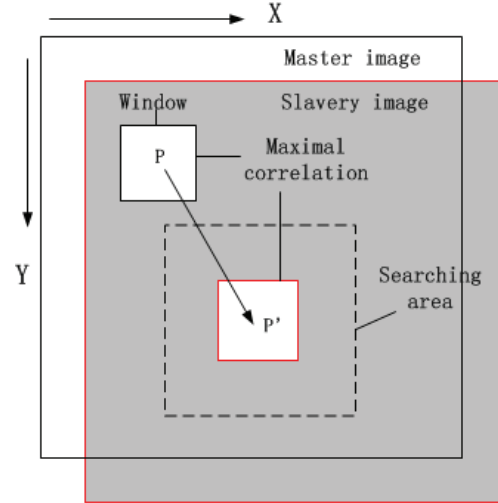 X
Master image
Window
Slavery image
P
Maximal
correlation
Y
Searching
area
P'